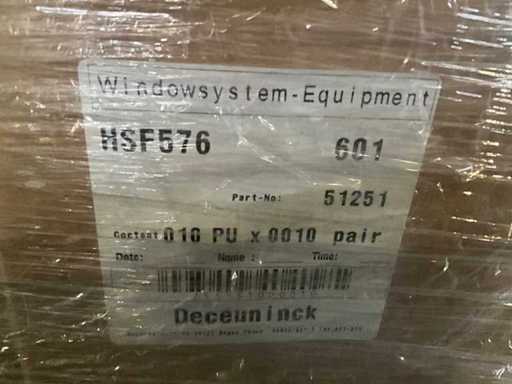 Windowsystem-Equipment
HSF576 601
Part-No: 51251
Content 010 PU x 0010 pair
Date: Name : Time:
Deceuninck